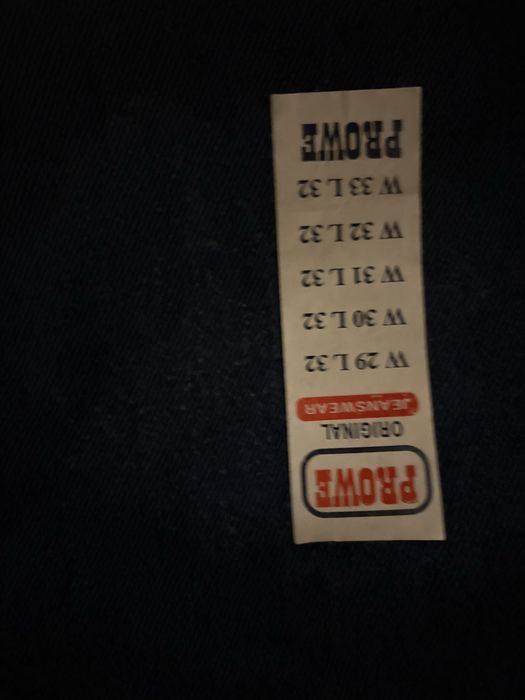 PROWE
ORIGINAL
JEANSWEAR
W 29 L 32
W 30 L 32
W 31 L 32
W 32 L 32
W 33 L 32
PROWE